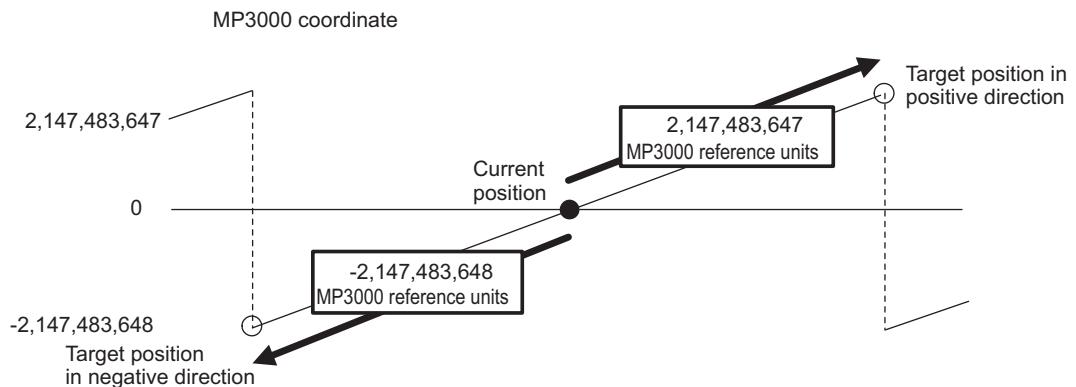 MP3000 coordinate
Target position in
positive direction
2,147,483,647
2,147,483,647
MP3000 reference units
Current
position
0
-2,147,483,648
MP3000 reference units
-2,147,483,648
Target position
in negative direction